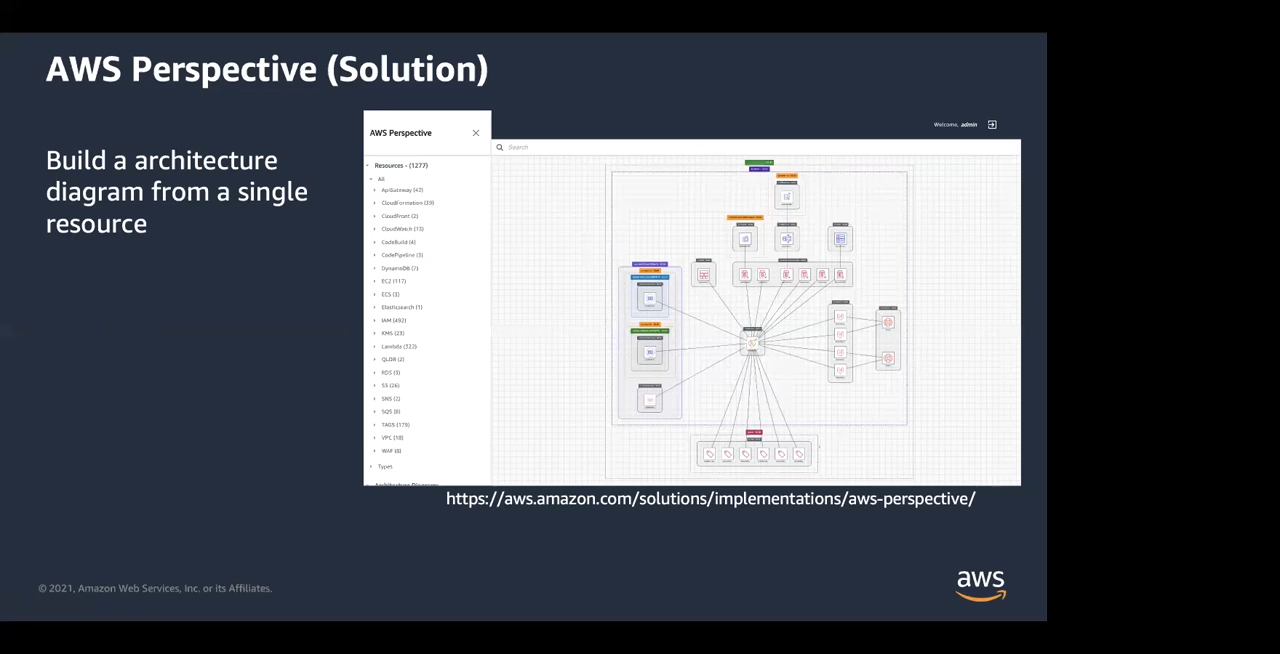 AWS Perspective (Solution)
Build a architecture
diagram from a single
resource
AWS Perspective
Welcome, admin
Search
Resources - (1277)
All
ApiGateway (42)
CloudFormation (39)
CloudFront (2)
CloudWatch (13)
CodeBuild (4)
CodePipeline (3)
DynamoDB (7)
EC2 (117)
ECS (3)
Elasticsearch (1)
IAM (492)
KMS (23)
Lambda (322)
QLDB (2)
RDS (3)
S3 (26)
SNS (2)
SQS (8)
TAGS (179)
VPC (18)
WAF (8)
Types
Architecture Diagrams
https://aws.amazon.com/solutions/implementations/aws-perspective/
© 2021, Amazon Web Services, Inc. or its Affiliates.
aws